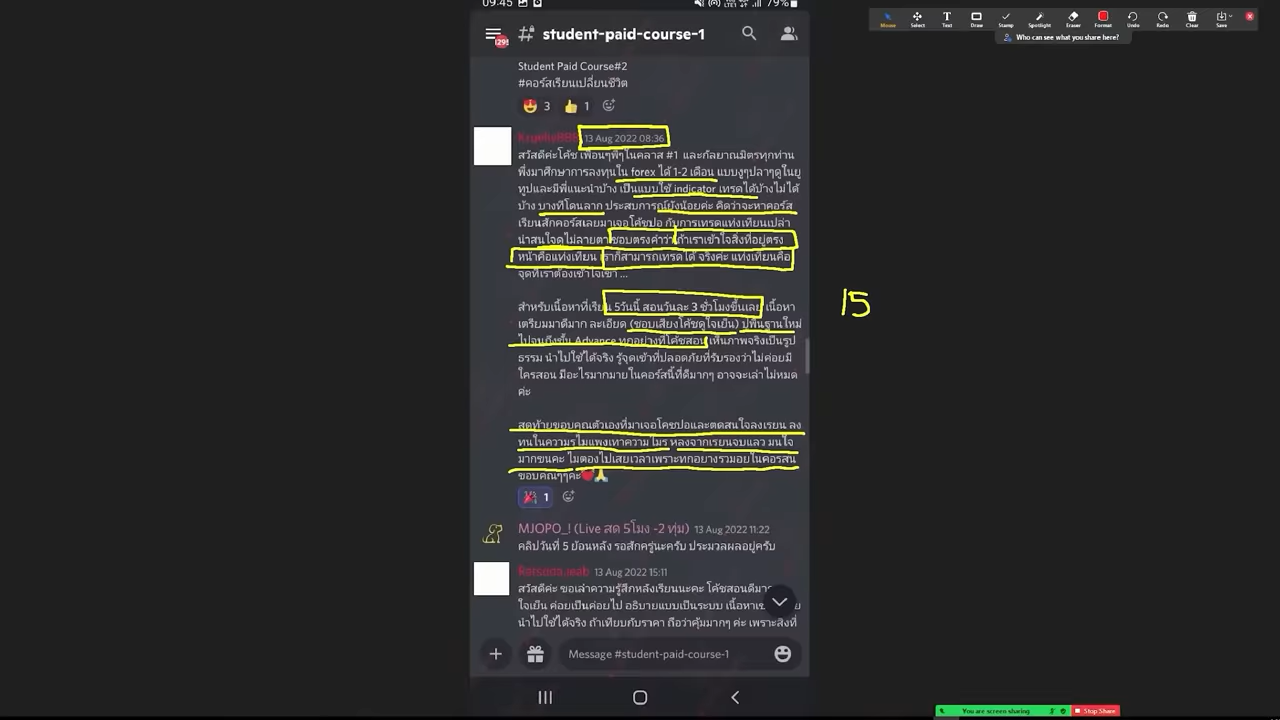 09:45
79%
Mouse
Select
Text
Draw
Stamp
Spotlight
Eraser
Format
Undo
Redo
Clear
Save
Who can see what you share here?
student-paid-course-1
Student Paid Course#2
#คอร์สเรียนเปลี่ยนชีวิต
3
1
13 Aug 2022 08:36
สวัสดีค่ะโค้ช เพื่อนๆพี่ๆในคลาส #1 และกัลยาณมิตรทุกท่าน
พึ่งมาศึกษาการลงทุนใน forex ได้ 1-2 เดือน แบบงูๆปลาๆดูในยู
ทูปและมีพี่แนะนำบ้าง เป็นแบบใช้ indicator เทรดได้บ้างไม่ได้
บ้าง บางทีโดนลาก ประสบการณ์ยังน้อยค่ะ คิดว่าจะหาคอร์ส
เรียนสักคอร์สเลยมาเจอโค้ชปอ กับการเทรดแท่งเทียนเปล่า
น่าสนใจดูไม่ลายตา ชอบตรงคำว่า ถ้าเราเข้าใจสิ่งที่อยู่ตรง
หน้าคือแท่งเทียน เราก็สามารถเทรดได้ จริงค่ะ แท่งเทียนคือ
จุดที่เราต้องเข้าใจเขา ...
สำหรับเนื้อหาที่เรียน 5วันนี้ สอนวันละ 3 ชั่วโมงขึ้นเลย เนื้อหา
เตรียมมาดีมาก ละเอียด (ชอบเสียงโค้ชดูใจเย็น) ปูพื้นฐานใหม่
ไปจนถึงขั้น Advance ทุกอย่างที่โค้ชสอน เห็นภาพจริงเป็นรูป
ธรรม นำไปใช้ได้จริง รู้จุดเข้าที่ปลอดภัยที่รับรองว่าไม่ค่อยมี
ใครสอน มีอะไรมากมายในคอร์สนี้ที่ดีมากๆ อาจจะเล่าไม่หมด
ค่ะ
สุดท้ายขอบคุณตัวเองที่มาเจอโค้ชปอและตัดสินใจลงเรียน ลง
ทุนในความรู้ไม่แพงเท่าความไม่รู้ หลังจากเรียนจบแล้ว มั่นใจ
มากขึ้นค่ะ ไม่ต้องไปเสียเวลาเพราะทุกอย่างรวมอยู่ในคอร์สนี้
ขอบคุณๆๆค่ะ
1
15
MJOPO_! (Live สด 5โมง -2 ทุ่ม) 13 Aug 2022 11:22
คลิปวันที่ 5 ย้อนหลัง รอสักครู่นะครับ ประมวลผลอยู่ครับ
13 Aug 2022 15:11
สวัสดีค่ะ ขอเล่าความรู้สึกหลังเรียนนะคะ โค้ชสอนดีมาก
ใจเย็น ค่อยเป็นค่อยไป อธิบายแบบเป็นระบบ
นำไปใช้ได้จริง ถ้าเทียบกับราคา ถือว่าคุ้มมากๆ ค่ะ เพราะสิ่งที่
Message #student-paid-course-1
You are screen sharing
Stop Share